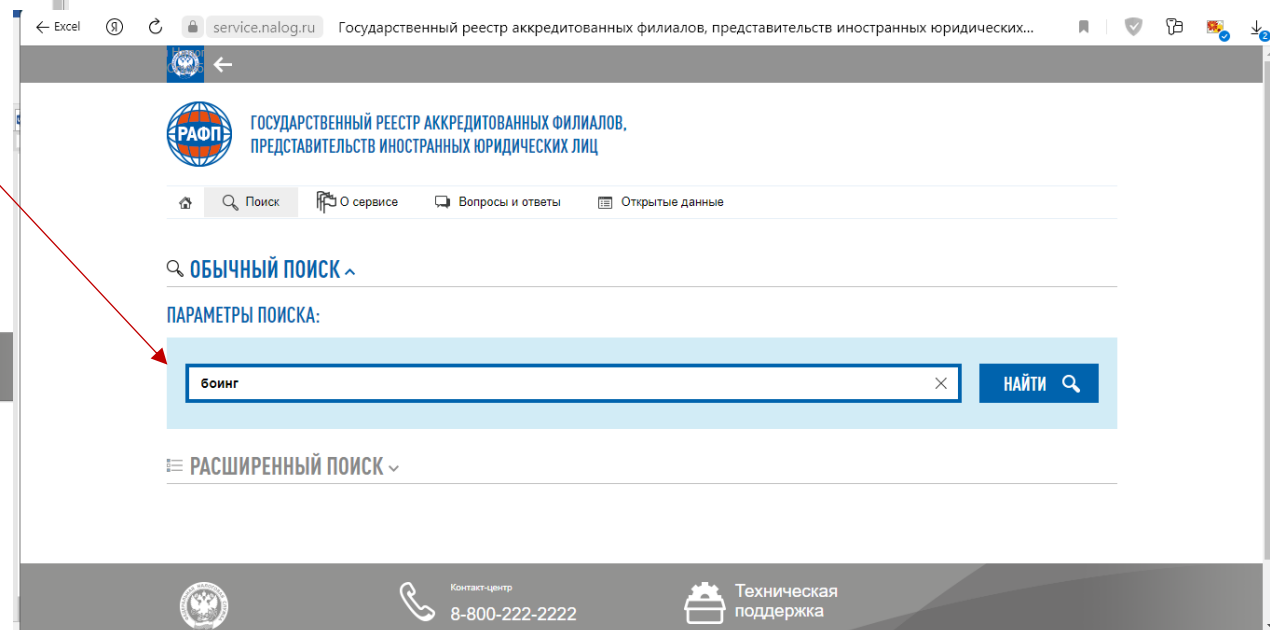 ← Excel
Я
service.nalog.ru Государственный реестр аккредитованных филиалов, представительств иностранных юридических...
2
РАФП
ГОСУДАРСТВЕННЫЙ РЕЕСТР АККРЕДИТОВАННЫХ ФИЛИАЛОВ,
ПРЕДСТАВИТЕЛЬСТВ ИНОСТРАННЫХ ЮРИДИЧЕСКИХ ЛИЦ
Поиск О сервисе Вопросы и ответы Открытые данные
ОБЫЧНЫЙ ПОИСК
ПАРАМЕТРЫ ПОИСКА:
боинг НАЙТИ
РАСШИРЕННЫЙ ПОИСК
Контакт-центр
8-800-222-2222
Техническая
поддержка